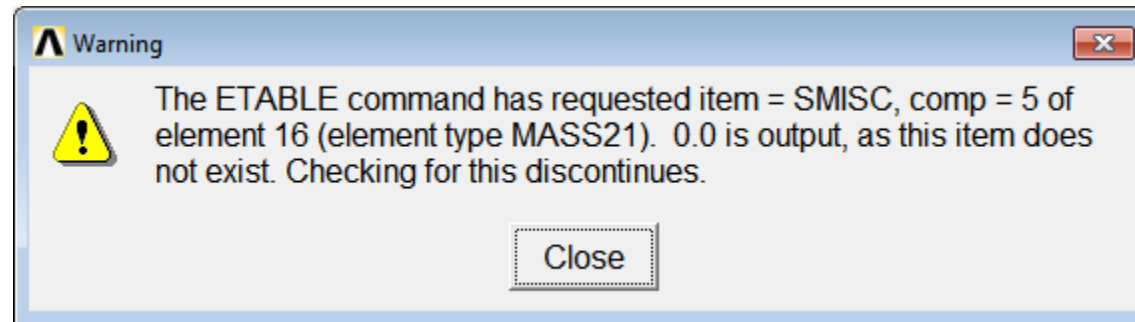 Warning
The ETABLE command has requested item = SMISC, comp = 5 of
element 16 (element type MASS21).  0.0 is output, as this item does
not exist. Checking for this discontinues.
Close